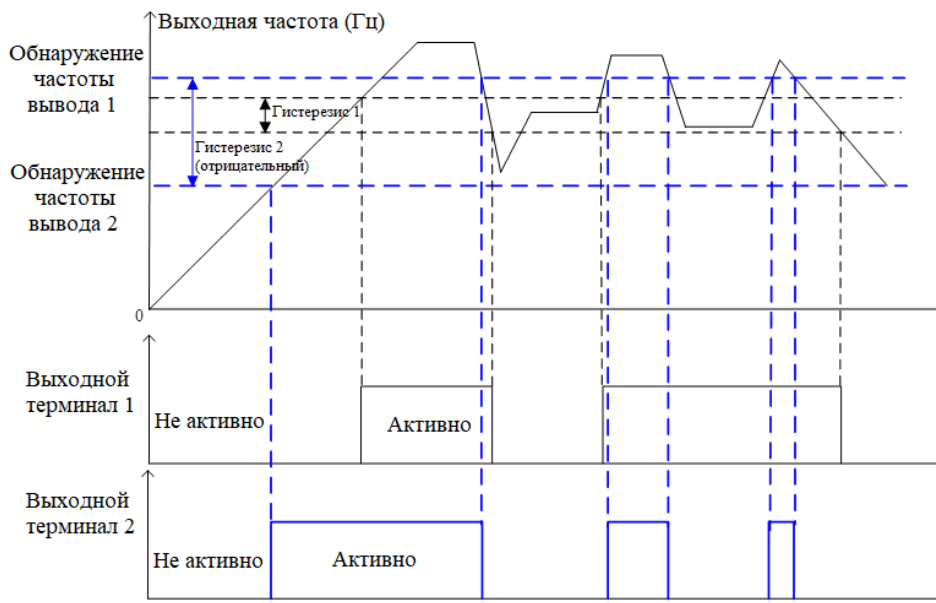 Выходная частота (Гц)
Обнаружение
частоты
вывода 1
Гистерезис 1
Гистерезис 2
(отрицательный)
Обнаружение
частоты
вывода 2
0
Выходной
терминал 1
Не активно
Активно
Выходной
терминал 2
Не активно
Активно